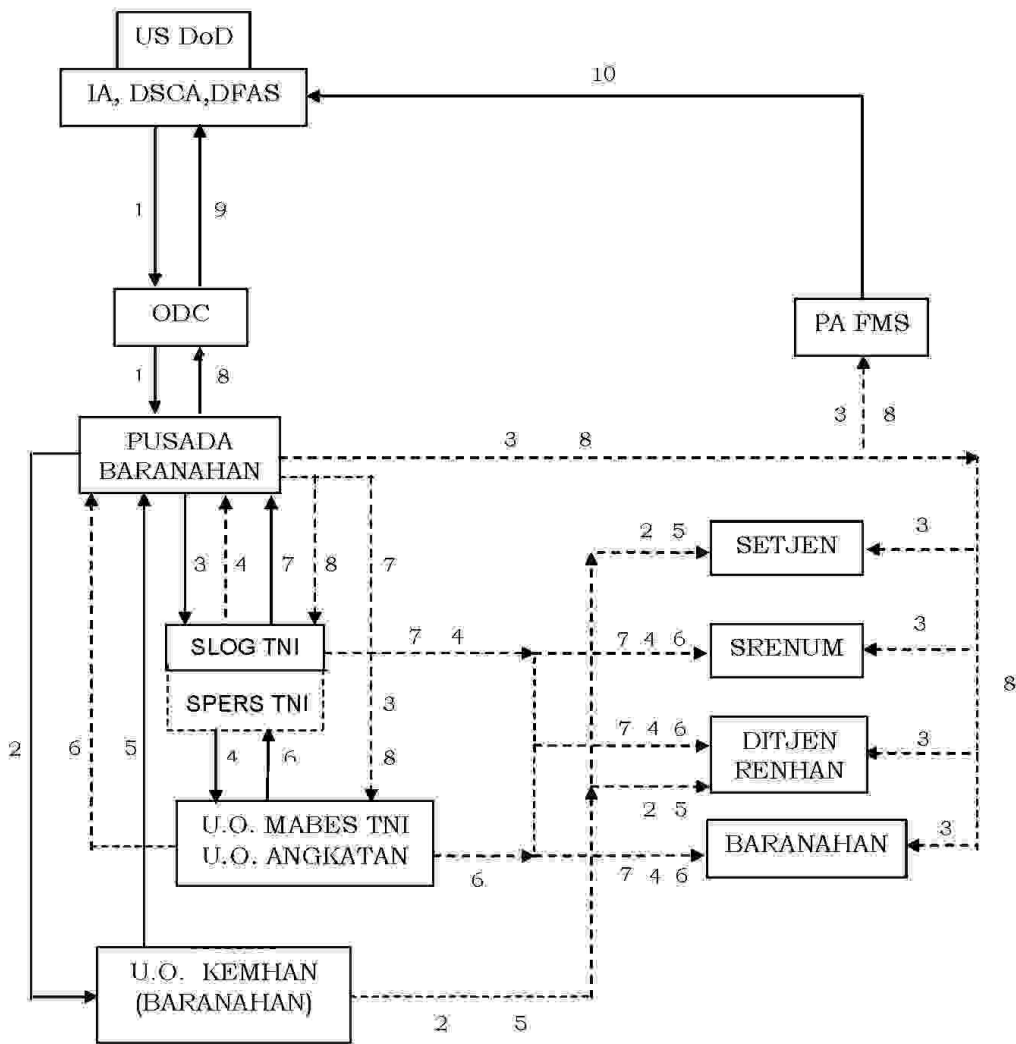 US DoD
IA, DSCA,DFAS
10
1
9
ODC
PA FMS
1
8
3 8
PUSADA
BARANAHAN
3 8
3
4
7
8
7
2 5
SETJEN
3
SLOG TNI
7 4
7 4 6
SRENUM
3
8
SPERS TNI
3
2
6
5
4
6
8
7 4 6
DITJEN
RENHAN
3
2 5
U.O. MABES TNI
U.O. ANGKATAN
6
7 4 6
BARANAHAN
3
U.O. KEMHAN
(BARANAHAN)
2 5